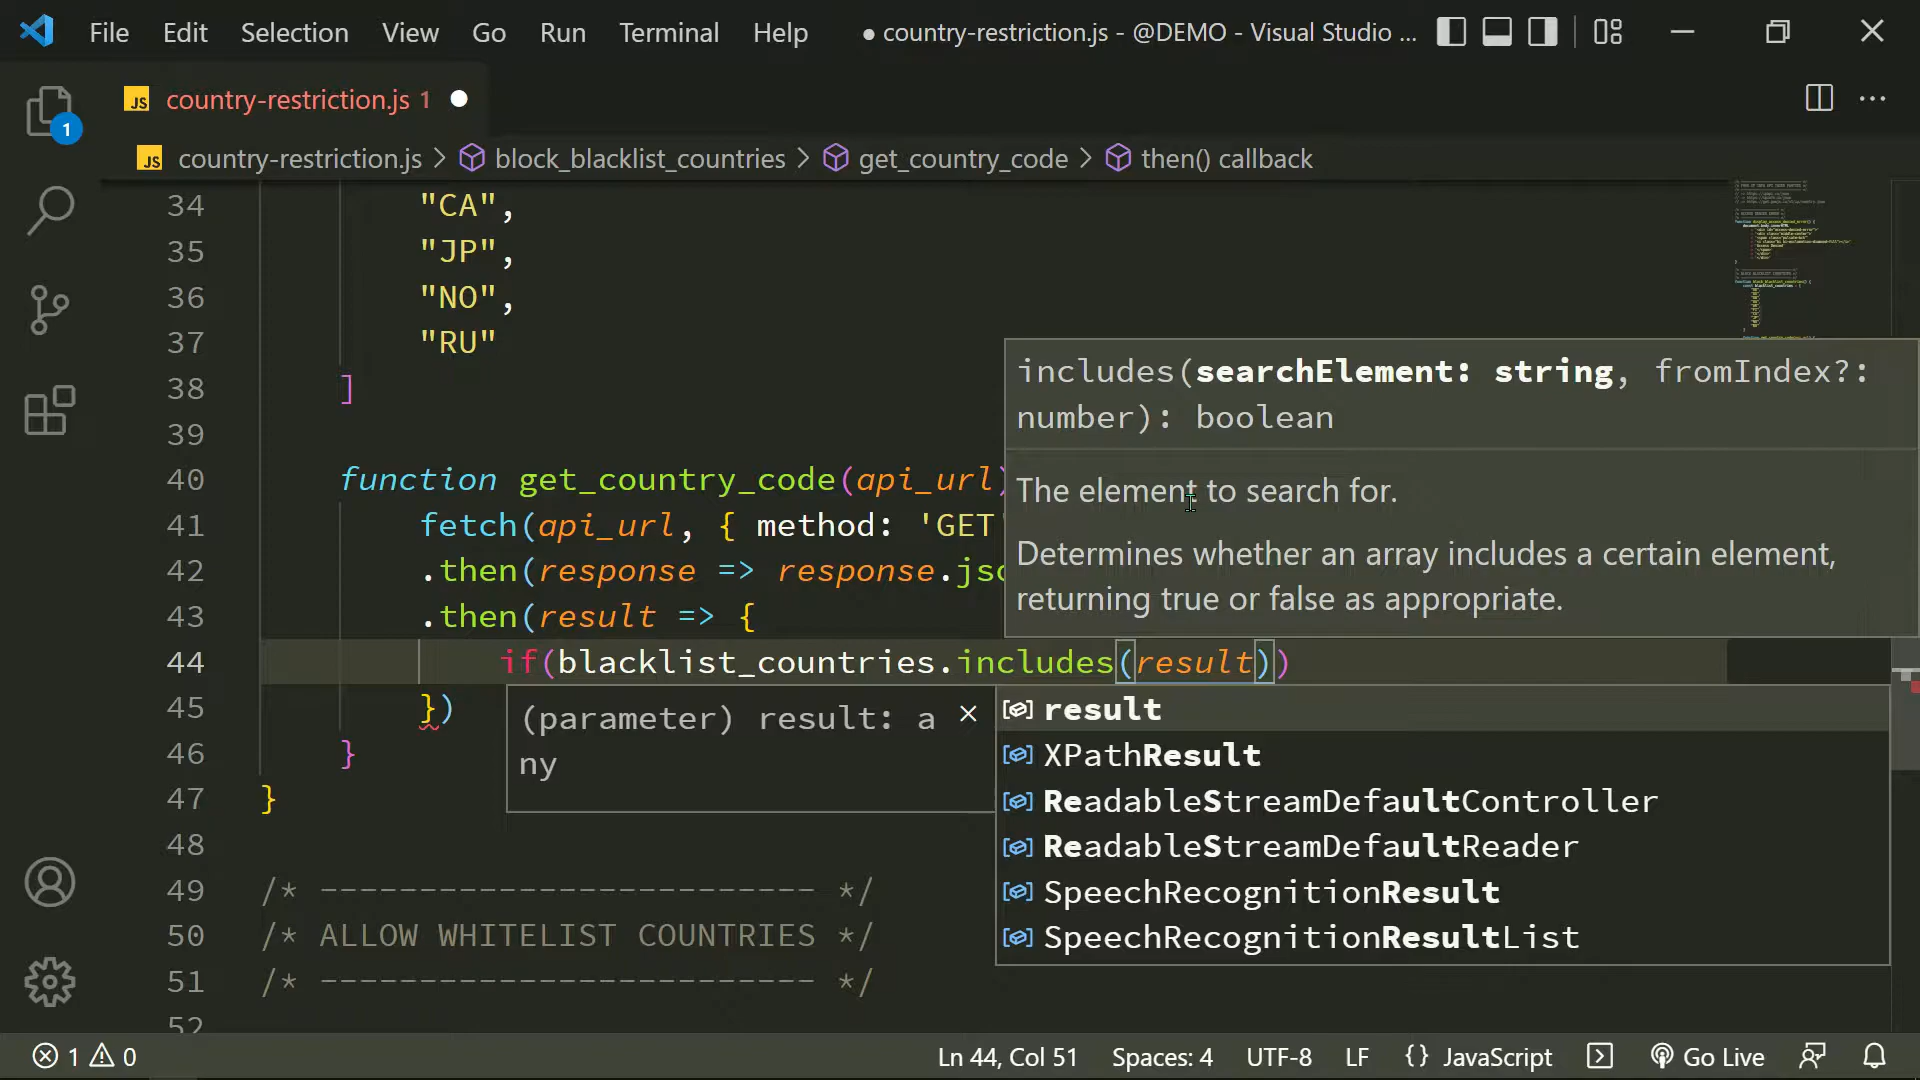 File Edit Selection View Go Run Terminal Help ● country-restriction.js - @DEMO - Visual Studio ...
JS country-restriction.js 1
1
JS country-restriction.js > block_blacklist_countries > get_country_code > then() callback
34 "CA",
35 "JP",
36 "NO",
37 "RU"
38 ]
39
40 function get_country_code(api_url)
41 fetch(api_url, { method: 'GET'
42 .then(response => response.jso
43 .then(result => {
44 if(blacklist_countries.includes(result))
45 })
46 }
47 }
48
49 /* ------------------------- */
50 /* ALLOW WHITELIST COUNTRIES */
51 /* ------------------------- */
52
includes(searchElement: string, fromIndex?:
number): boolean
The element to search for.
Determines whether an array includes a certain element,
returning true or false as appropriate.
(parameter) result: a
ny
result
XPathResult
ReadableStreamDefaultController
ReadableStreamDefaultReader
SpeechRecognitionResult
SpeechRecognitionResultList
1 0 Ln 44, Col 51 Spaces: 4 UTF-8 LF {} JavaScript Go Live